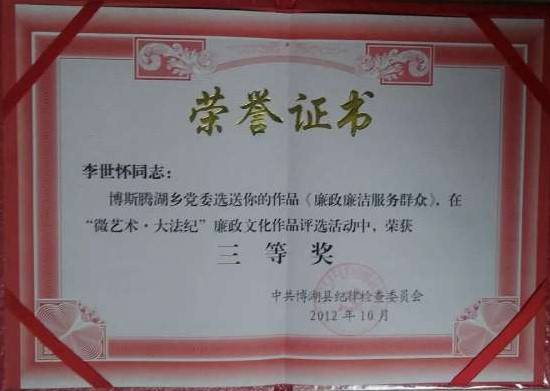 荣誉证书
李世怀同志：
博斯腾湖乡党委选送你的作品《廉政廉洁服务群众》，在
“微艺术·大法纪”廉政文化作品评选活动中，荣获
三等奖
中共博湖县纪律检查委员会
2012年10月